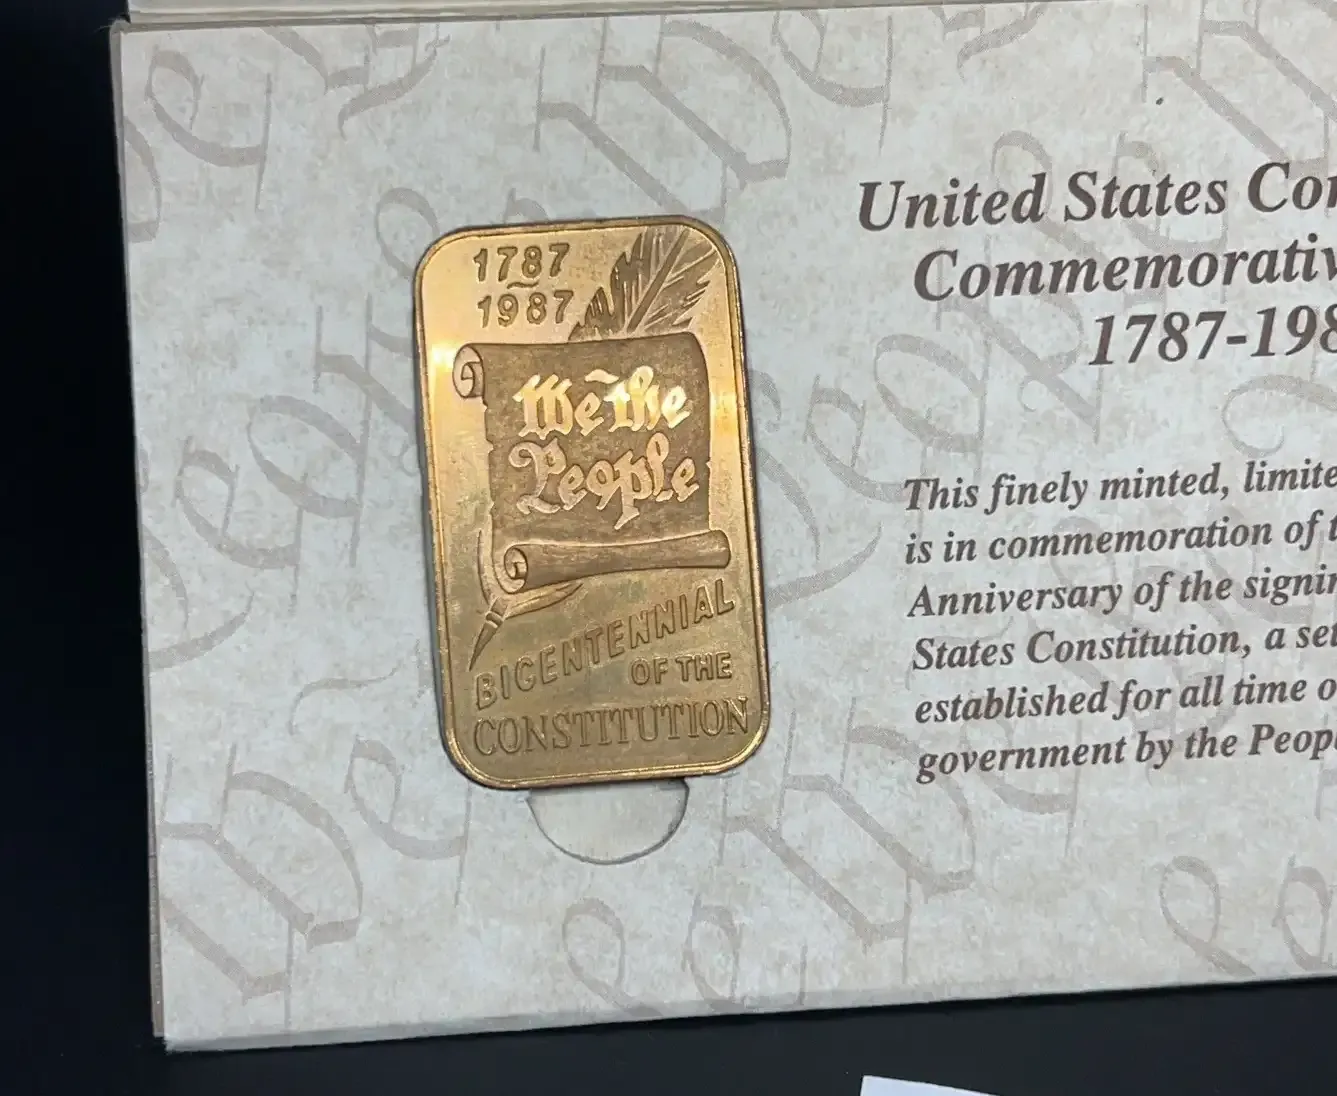 1787
~
1987
We the
People
BICENTENNIAL
OF THE
CONSTITUTION
United States Co
Commemorativ
1787-198
This finely minted, limite
is in commemoration of
Anniversary of the signi
States Constitution, a se
established for all time o
government by the Peop